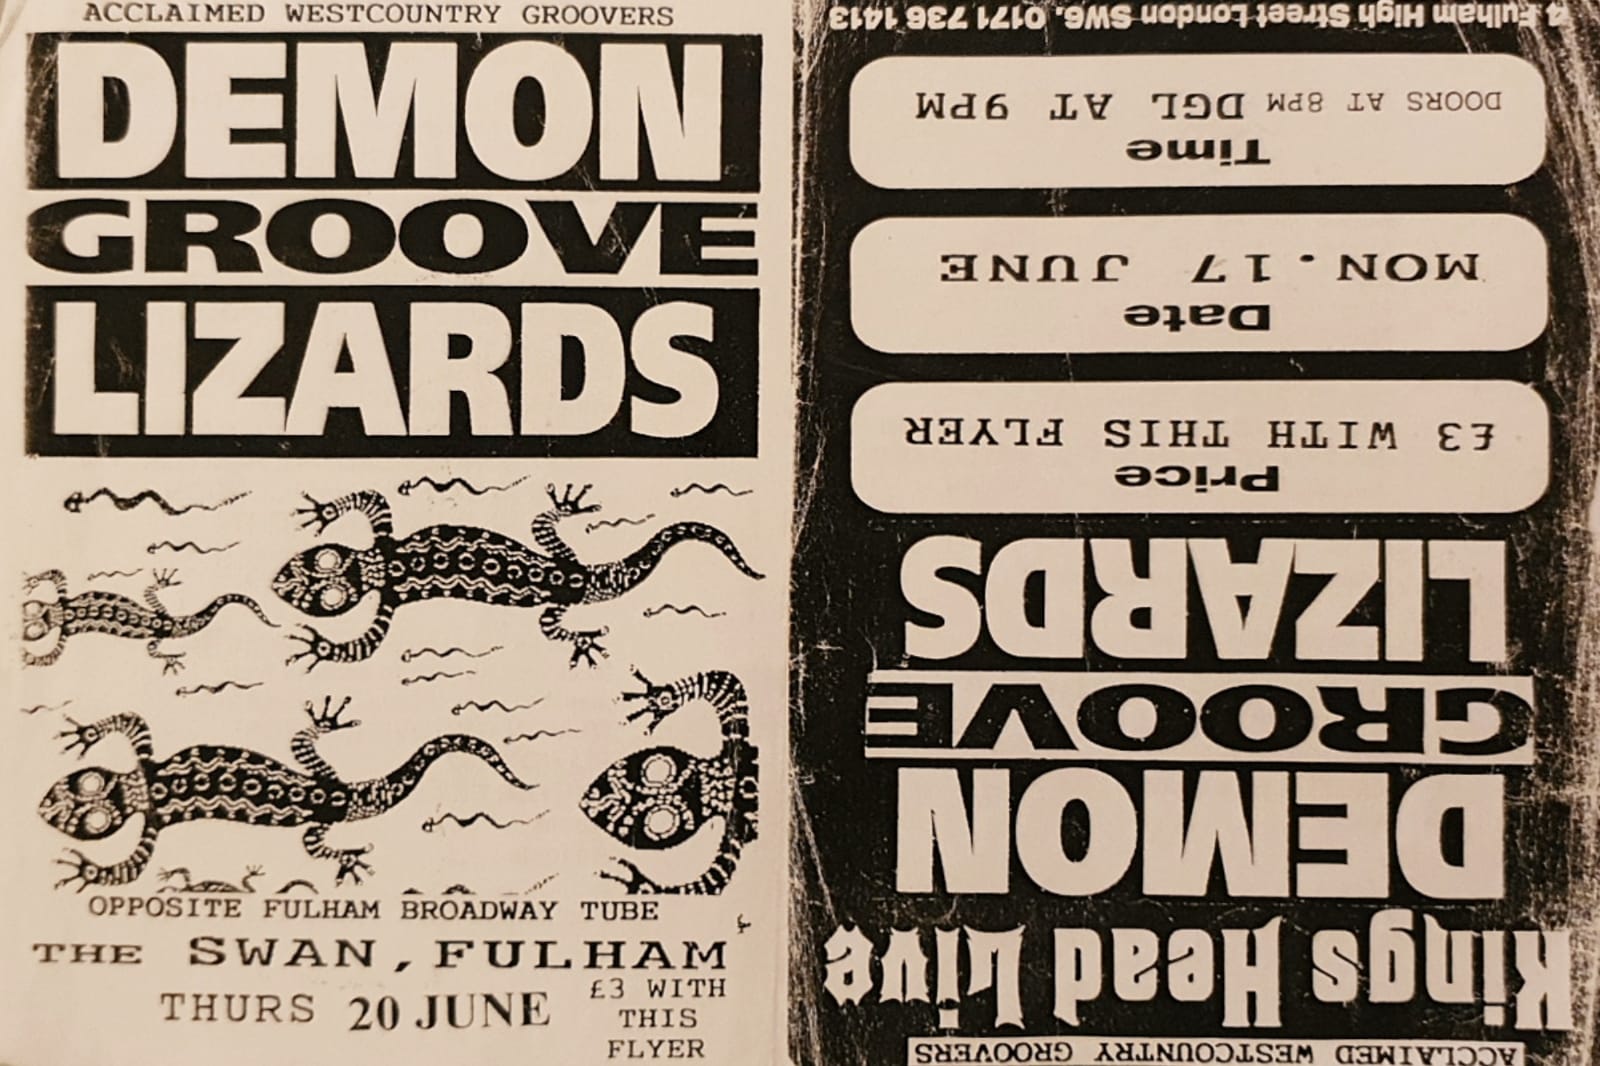 ACCLAIMED WESTCOUNTRY GROOVERS
DEMON
GROOVE
LIZARDS
OPPOSITE FULHAM BROADWAY TUBE
THE SWAN, FULHAM
THURS 20 JUNE
£3 WITH
THIS
FLYER
ACCLAIMED WESTCOUNTRY GROOVERS
Kings Head Live
DEMON
GROOVE
LIZARDS
Price
£3 WITH THIS FLYER
Date
MON. 17 JUNE
Time
DOORS AT 8PM DGL AT 9PM
4 Fulham High Street London SW6. 0171 736 1413